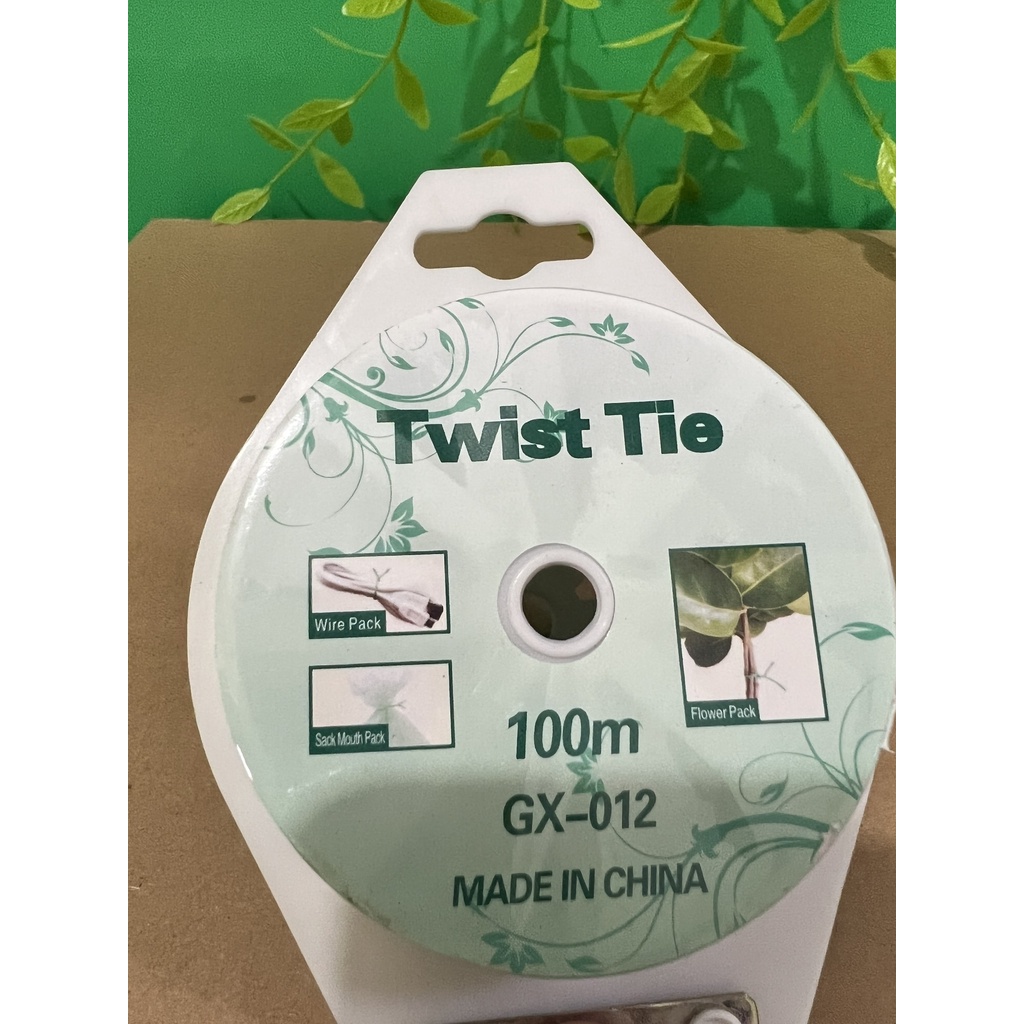 Twist Tie
Wire Pack
Sack Mouth Pack
Flower Pack
100m
GX-012
MADE IN CHINA